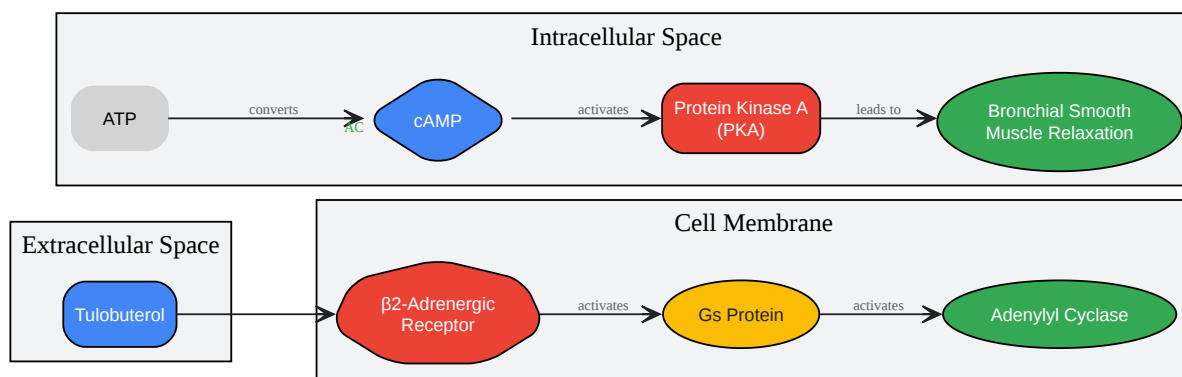 Intracellular Space
ATP
converts
AC
cAMP
activates
Protein Kinase A
(PKA)
leads to
Bronchial Smooth
Muscle Relaxation
Extracellular Space
Tulobuterol
Cell Membrane
β2-Adrenergic
Receptor
activates
Gs Protein
activates
Adenylyl Cyclase